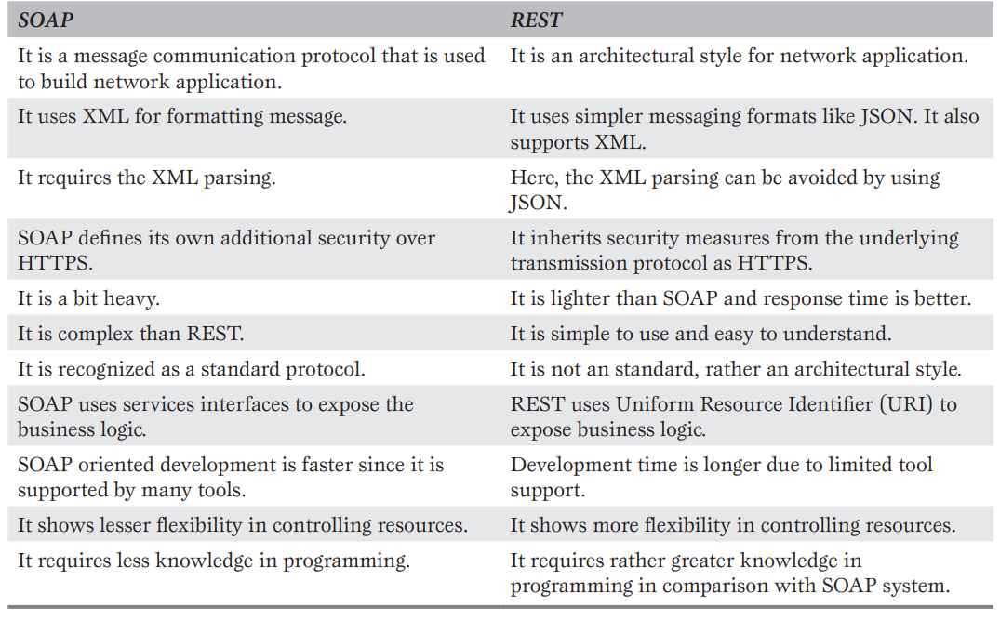 SOAP REST
It is a message communication protocol that is used It is an architectural style for network application.
to build network application.
It uses XML for formatting message. It uses simpler messaging formats like JSON. It also
supports XML.
It requires the XML parsing. Here, the XML parsing can be avoided by using
JSON.
SOAP defines its own additional security over It inherits security measures from the underlying
HTTPS. transmission protocol as HTTPS.
It is a bit heavy. It is lighter than SOAP and response time is better.
It is complex than REST. It is simple to use and easy to understand.
It is recognized as a standard protocol. It is not an standard, rather an architectural style.
SOAP uses services interfaces to expose the REST uses Uniform Resource Identifier (URI) to
business logic. expose business logic.
SOAP oriented development is faster since it is Development time is longer due to limited tool
supported by many tools. support.
It shows lesser flexibility in controlling resources. It shows more flexibility in controlling resources.
It requires less knowledge in programming. It requires rather greater knowledge in
programming in comparison with SOAP system.